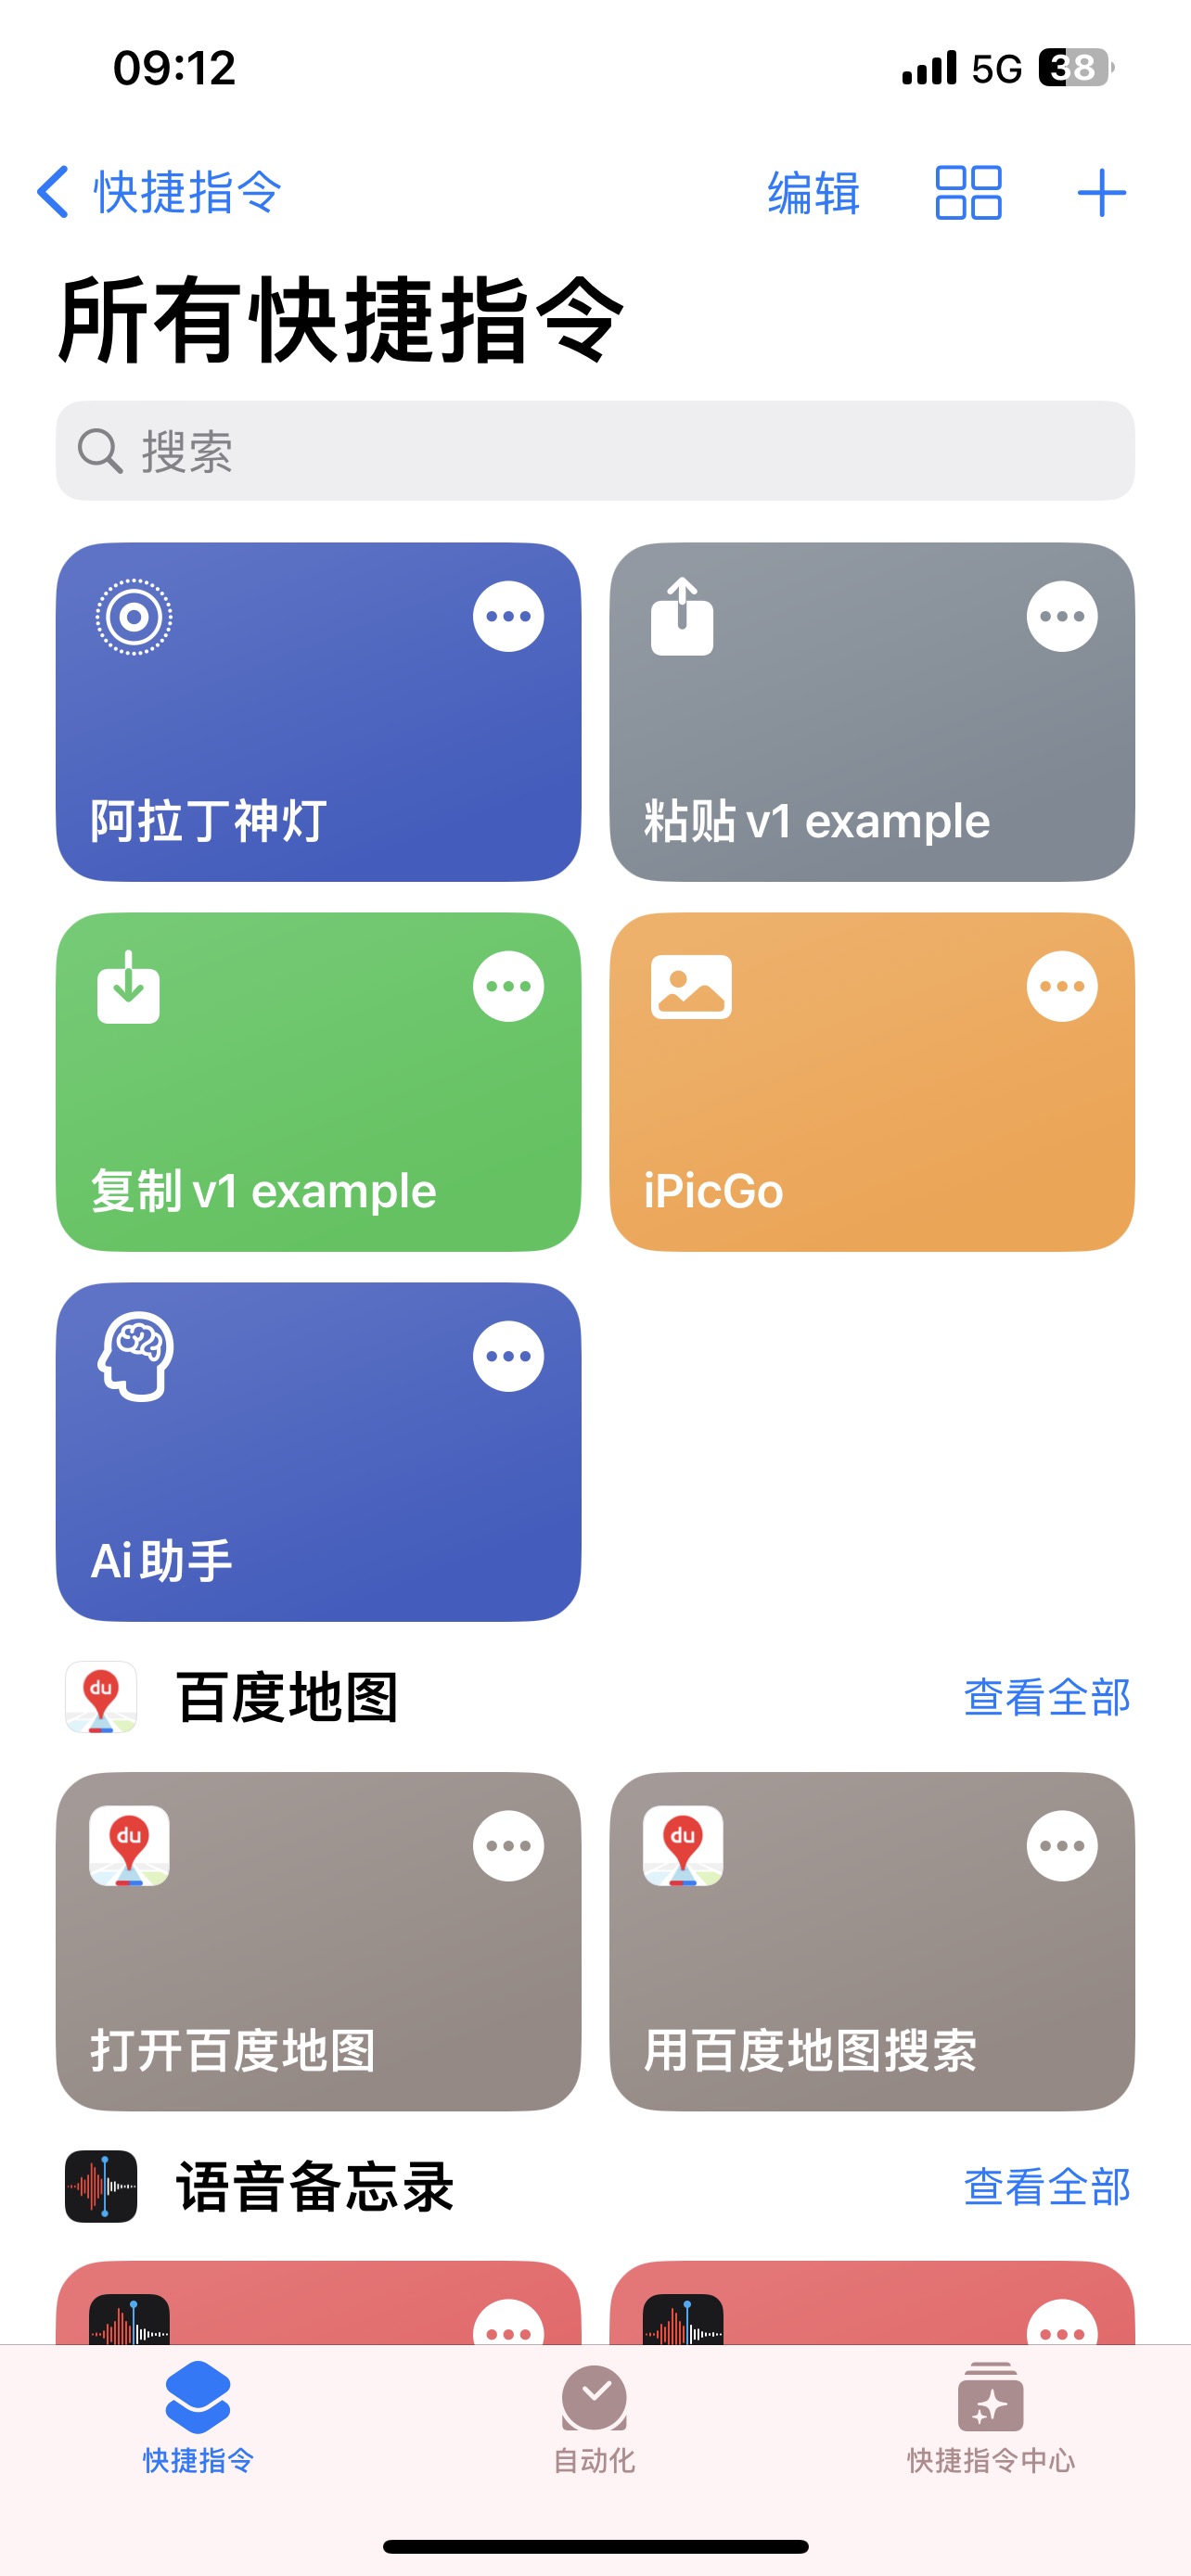 09:12
5G 38
快捷指令 编辑
所有快捷指令
搜索
阿拉丁神灯
粘贴 v1 example
复制 v1 example
iPicGo
Ai 助手
du 百度地图 查看全部
du
du
打开百度地图
用百度地图搜索
语音备忘录 查看全部
快捷指令
自动化
快捷指令中心